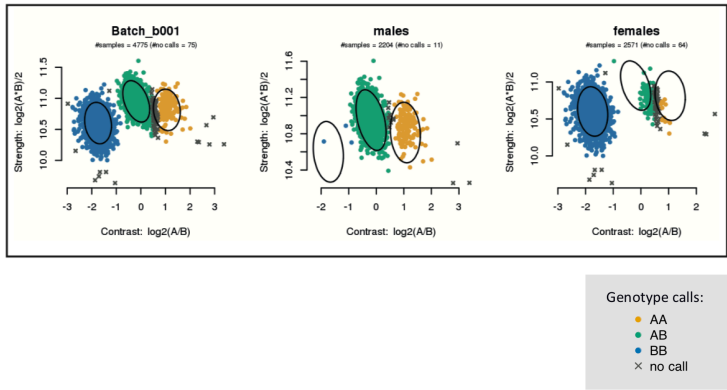 Batch_b001
#samples = 4775 (#no calls = 75)
Strength: log2(A*B)/2
11.5
11.0
10.5
10.0
-3 -2 -1 0 1 2 3
Contrast: log2(A/B)
males
#samples = 2204 (#no calls = 11)
Strength: log2(A*B)/2
11.6
11.2
10.8
10.4
-2 -1 0 1 2 3
Contrast: log2(A/B)
females
#samples = 2571 (#no calls = 64)
Strength: log2(A*B)/2
11.0
10.5
10.0
-3 -2 -1 0 1 2
Contrast: log2(A/B)
Genotype calls:
AA
AB
BB
no call